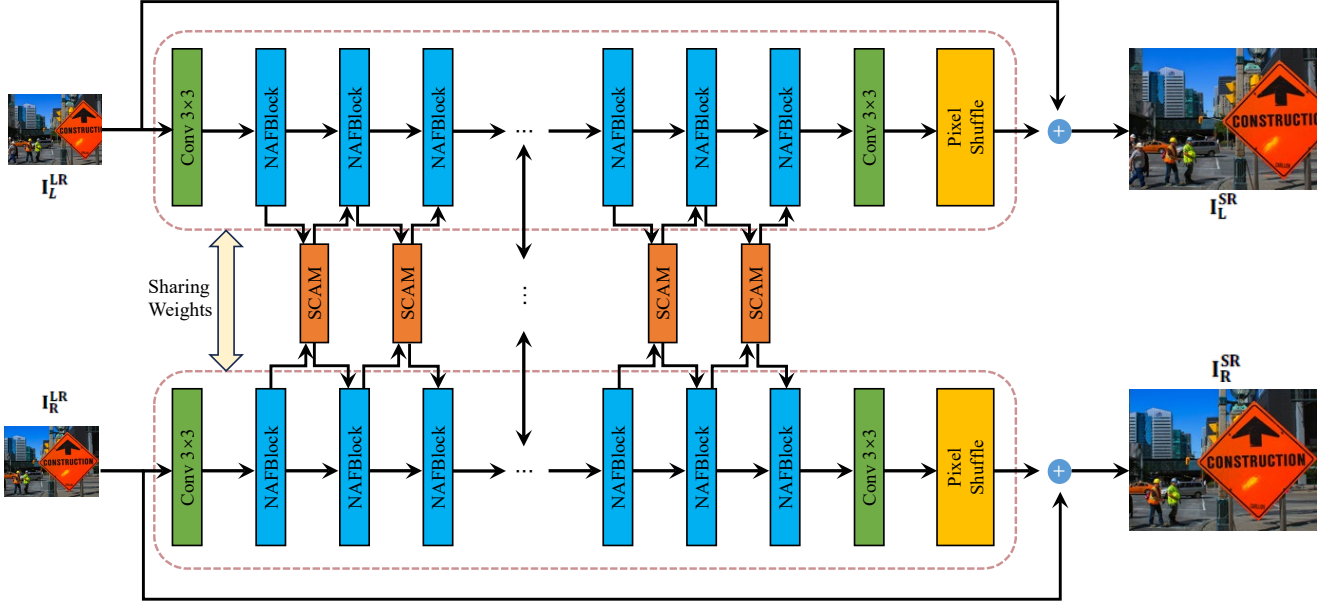 Conv 3×3
NAFBlock
NAFBlock
NAFBlock
...
NAFBlock
NAFBlock
NAFBlock
Conv 3×3
Pixel
Shuffle
+
CONSTRUCTION
I_L^LR
CONSTRUCTIO
I_L^SR
Sharing
Weights
SCAM
SCAM
...
SCAM
SCAM
I_R^LR
CONSTRUCTION
Conv 3×3
NAFBlock
NAFBlock
NAFBlock
...
NAFBlock
NAFBlock
NAFBlock
Conv 3×3
Pixel
Shuffle
+
I_R^SR
CONSTRUCTION